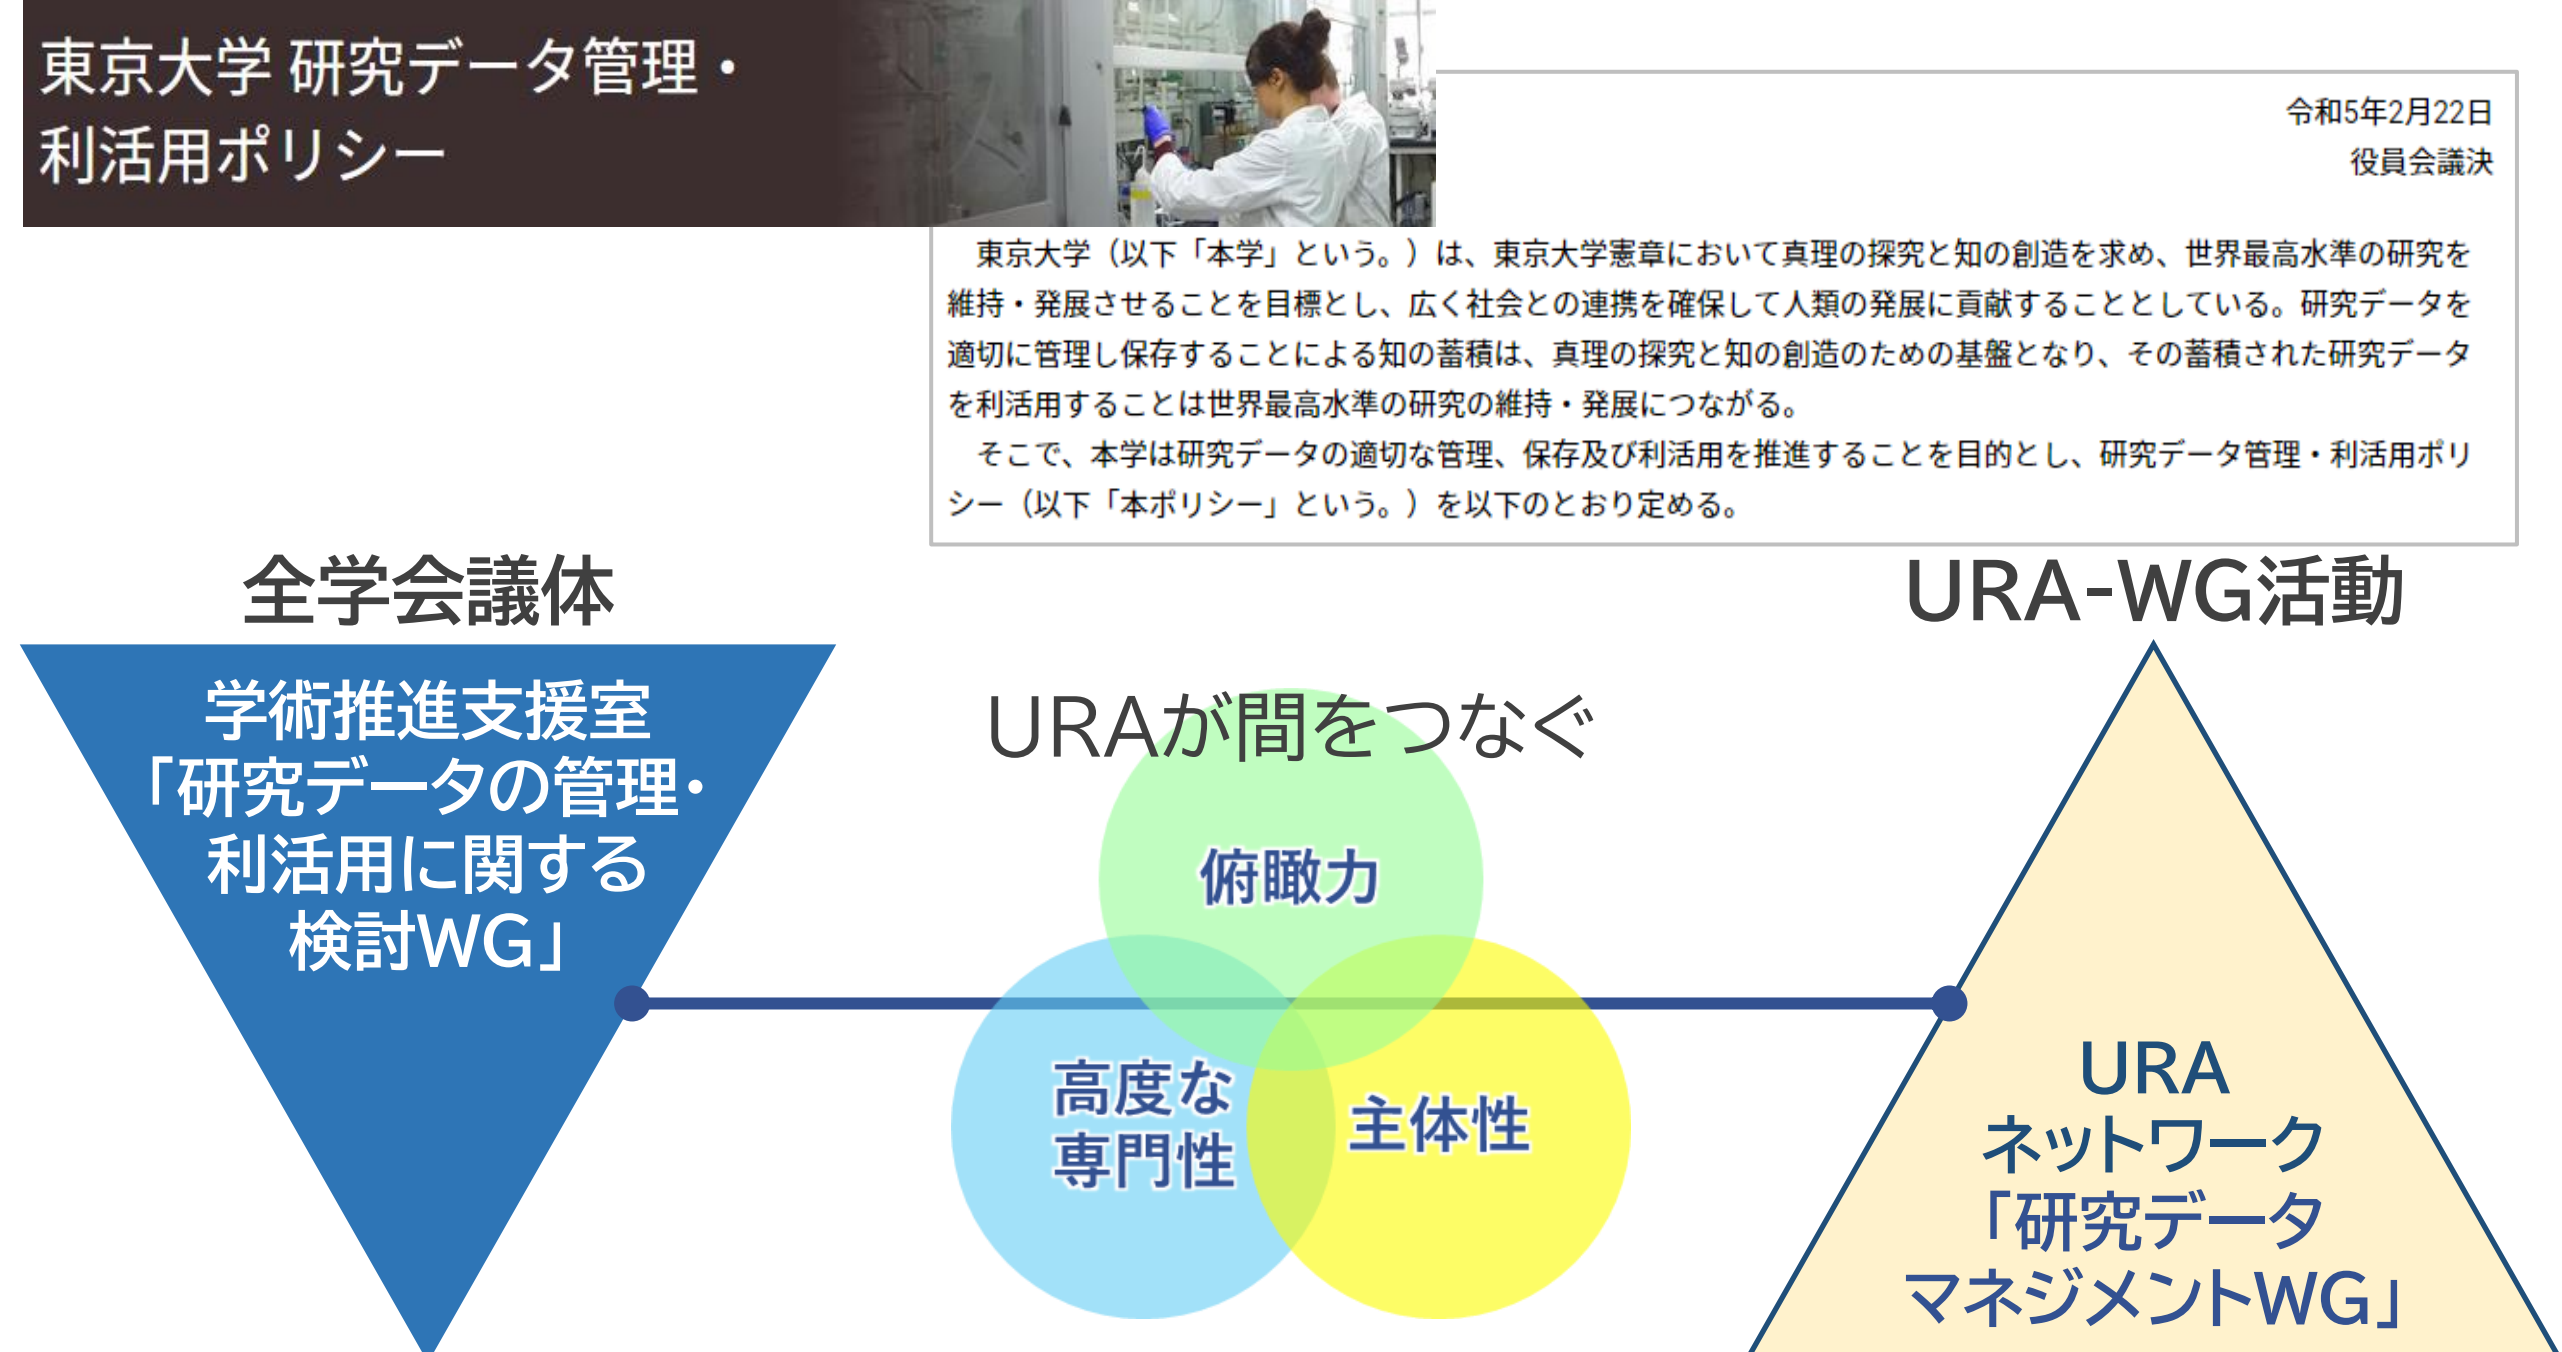 東京大学 研究データ管理・
利活用ポリシー
令和5年2月22日
役員会議決
東京大学（以下「本学」という。）は、東京大学憲章において真理の探究と知の創造を求め、世界最高水準の研究を
維持・発展させることを目標とし、広く社会との連携を確保して人類の発展に貢献することとしている。研究データを
適切に管理し保存することによる知の蓄積は、真理の探究と知の創造のための基盤となり、その蓄積された研究データ
を利活用することは世界最高水準の研究の維持・発展につながる。
そこで、本学は研究データの適切な管理、保存及び利活用を推進することを目的とし、研究データ管理・利活用ポリ
シー（以下「本ポリシー」という。）を以下のとおり定める。
全学会議体
学術推進支援室
「研究データの管理・
利活用に関する
検討WG」
URAが間をつなぐ
俯瞰力
高度な
専門性
主体性
URA-WG活動
URA
ネットワーク
「研究データ
マネジメントWG」